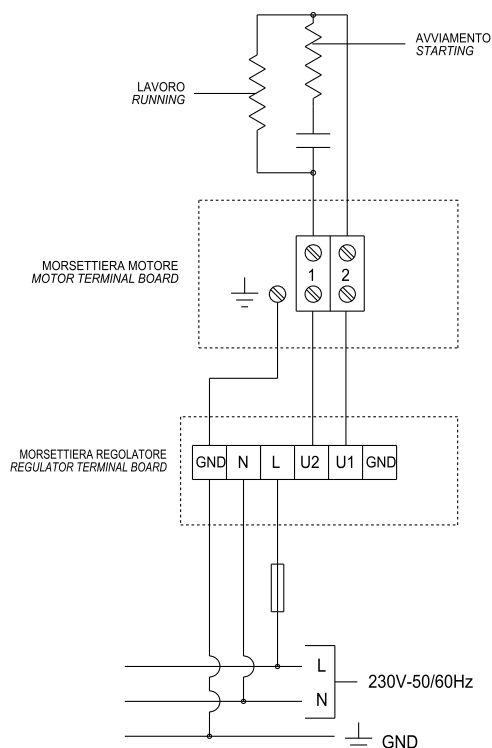 AVVIAMENTO
STARTING
LAVORO
RUNNING
MORSETTIERA MOTORE
MOTOR TERMINAL BOARD
1 2
MORSETTIERA REGOLATORE
REGULATOR TERMINAL BOARD
GND N L U2 U1 GND
L
230V-50/60Hz
N
GND